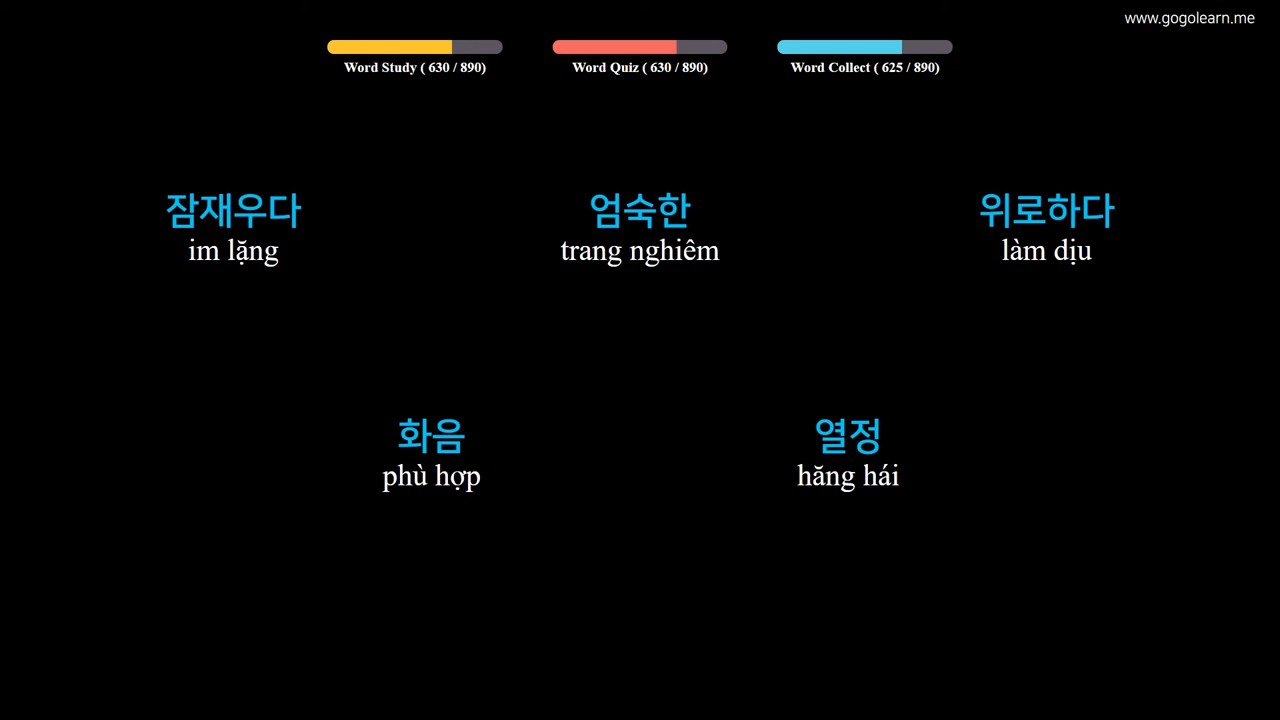 www.gogolearn.me
Word Study ( 630 / 890)
Word Quiz ( 630 / 890)
Word Collect ( 625 / 890)
잠재우다
im lặng
엄숙한
trang nghiêm
위로하다
làm dịu
화음
phù hợp
열정
hăng hái